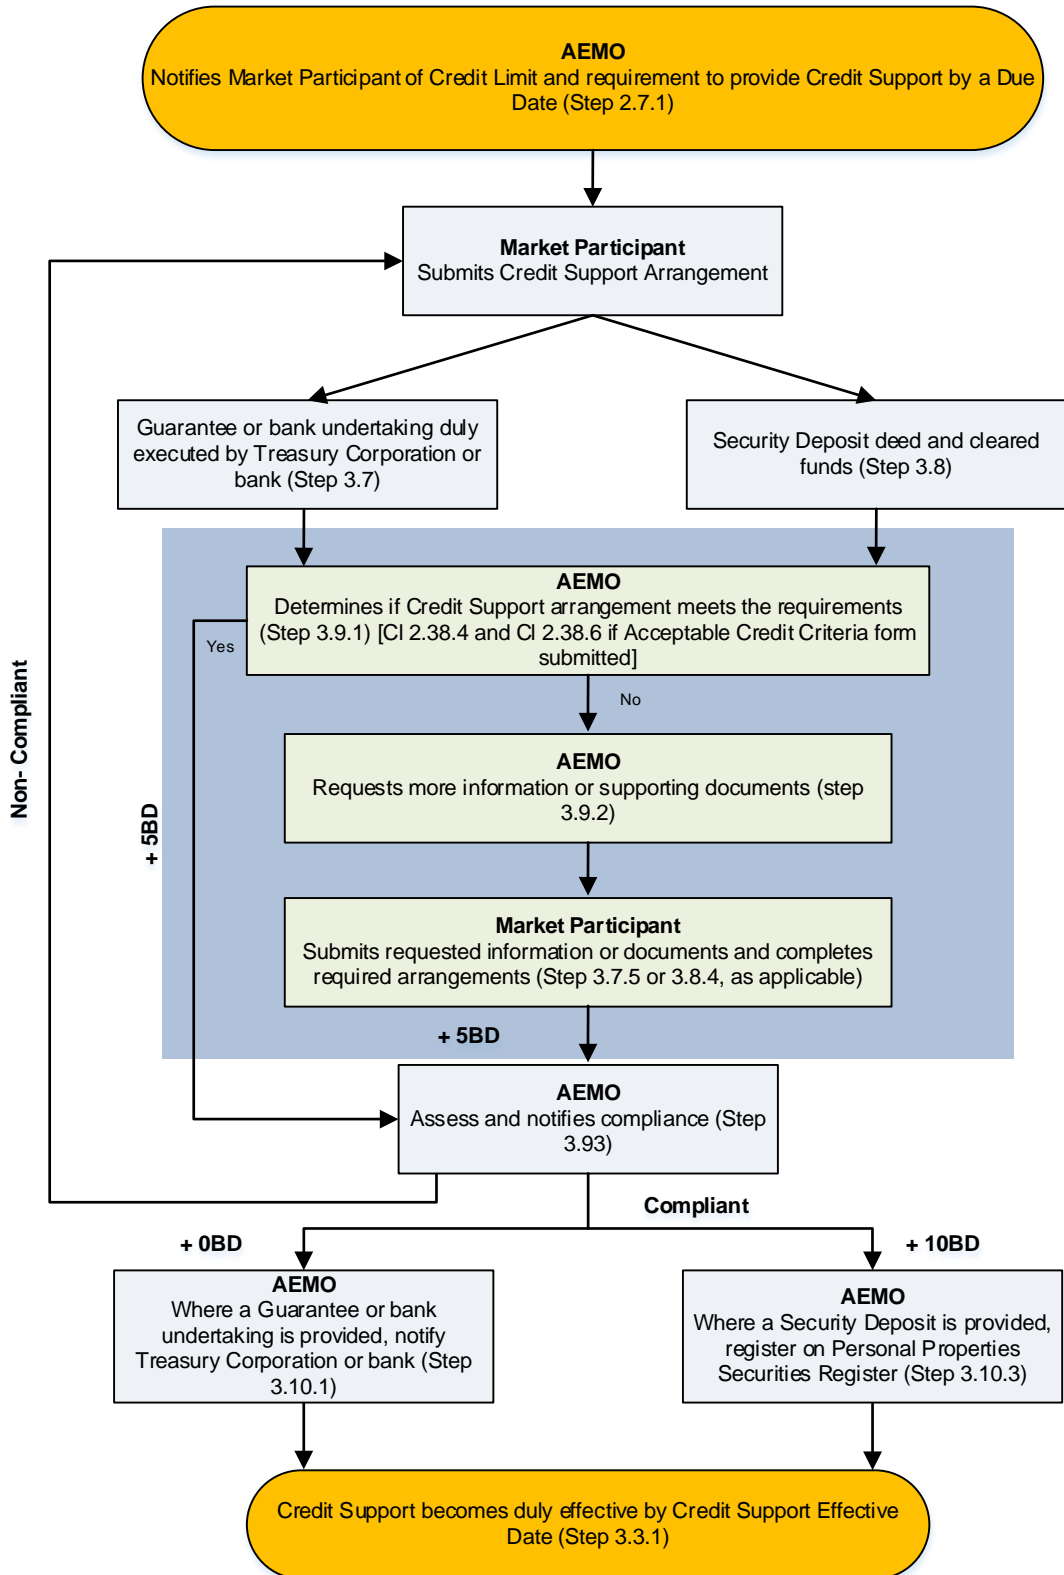 AEMO
Notifies Market Participant of Credit Limit and requirement to provide Credit Support by a Due
Date (Step 2.7.1)
Market Participant
Submits Credit Support Arrangement
Guarantee or bank undertaking duly
executed by Treasury Corporation or
bank (Step 3.7)
Security Deposit deed and cleared
funds (Step 3.8)
AEMO
Determines if Credit Support arrangement meets the requirements
(Step 3.9.1) [Cl 2.38.4 and Cl 2.38.6 if Acceptable Credit Criteria form
submitted]
Yes
No
Non- Compliant
+ 5BD
AEMO
Requests more information or supporting documents (step
3.9.2)
Market Participant
Submits requested information or documents and completes
required arrangements (Step 3.7.5 or 3.8.4, as applicable)
+ 5BD
AEMO
Assess and notifies compliance (Step
3.93)
Compliant
+ 0BD
+ 10BD
AEMO
Where a Guarantee or bank
undertaking is provided, notify
Treasury Corporation or bank (Step
3.10.1)
AEMO
Where a Security Deposit is provided,
register on Personal Properties
Securities Register (Step 3.10.3)
Credit Support becomes duly effective by Credit Support Effective
Date (Step 3.3.1)